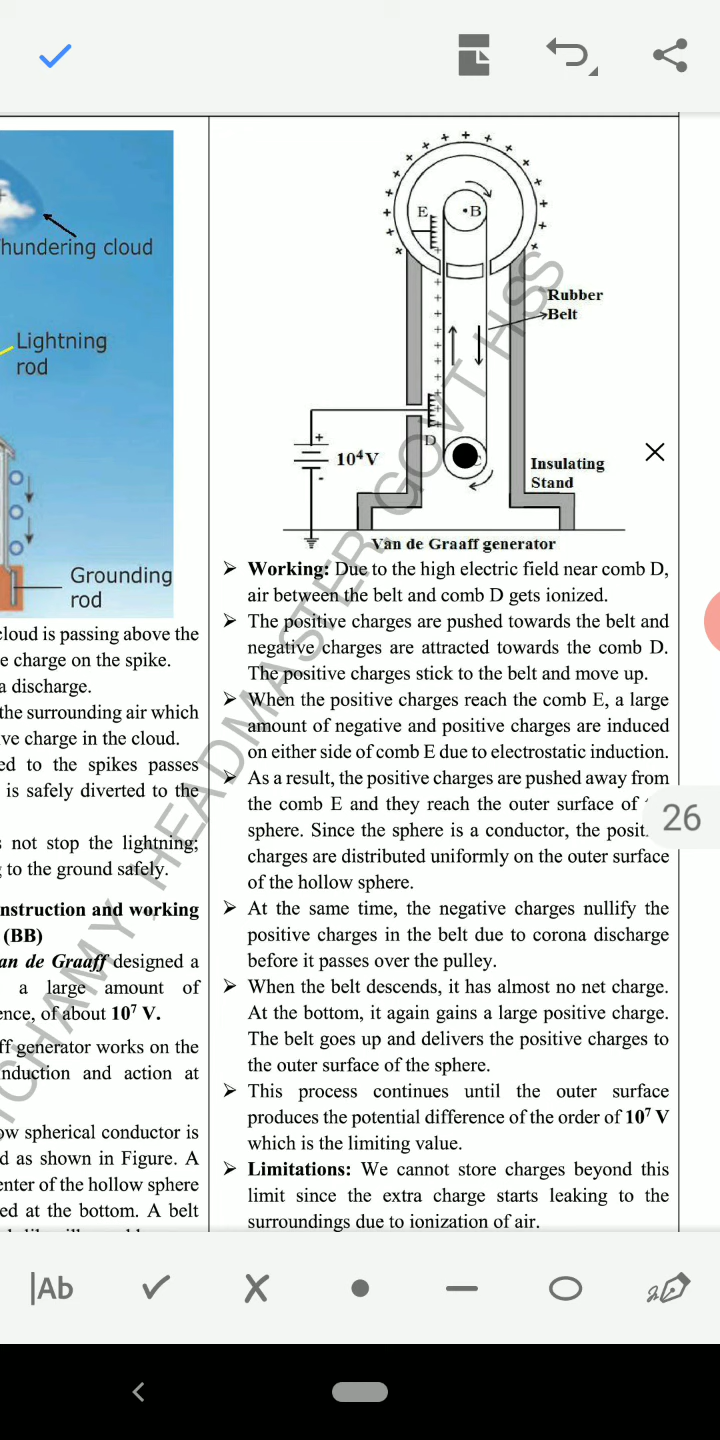 hundering cloud
Lightning
rod
Grounding
rod
cloud is passing above the
e charge on the spike.
a discharge.
the surrounding air which
ve charge in the cloud.
ed to the spikes passes
is safely diverted to the
s not stop the lightning;
g to the ground safely.
nstruction and working
(BB)
an de Graaff designed a
a large amount of
ence, of about 10⁷ V.
ff generator works on the
nduction and action at
ow spherical conductor is
d as shown in Figure. A
enter of the hollow sphere
ed at the bottom. A belt
E
B
Rubber
Belt
D
C
+
10⁴V
-
Insulating
Stand
Van de Graaff generator
➤ Working: Due to the high electric field near comb D,
air between the belt and comb D gets ionized.
➤ The positive charges are pushed towards the belt and
negative charges are attracted towards the comb D.
The positive charges stick to the belt and move up.
➤ When the positive charges reach the comb E, a large
amount of negative and positive charges are induced
on either side of comb E due to electrostatic induction.
➤ As a result, the positive charges are pushed away from
the comb E and they reach the outer surface of
sphere. Since the sphere is a conductor, the posit
charges are distributed uniformly on the outer surface
of the hollow sphere.
➤ At the same time, the negative charges nullify the
positive charges in the belt due to corona discharge
before it passes over the pulley.
➤ When the belt descends, it has almost no net charge.
At the bottom, it again gains a large positive charge.
The belt goes up and delivers the positive charges to
the outer surface of the sphere.
➤ This process continues until the outer surface
produces the potential difference of the order of 10⁷ V
which is the limiting value.
➤ Limitations: We cannot store charges beyond this
limit since the extra charge starts leaking to the
surroundings due to ionization of air.
26
ICHAMY, HEADMASTER, GOVT HSS
|Ab